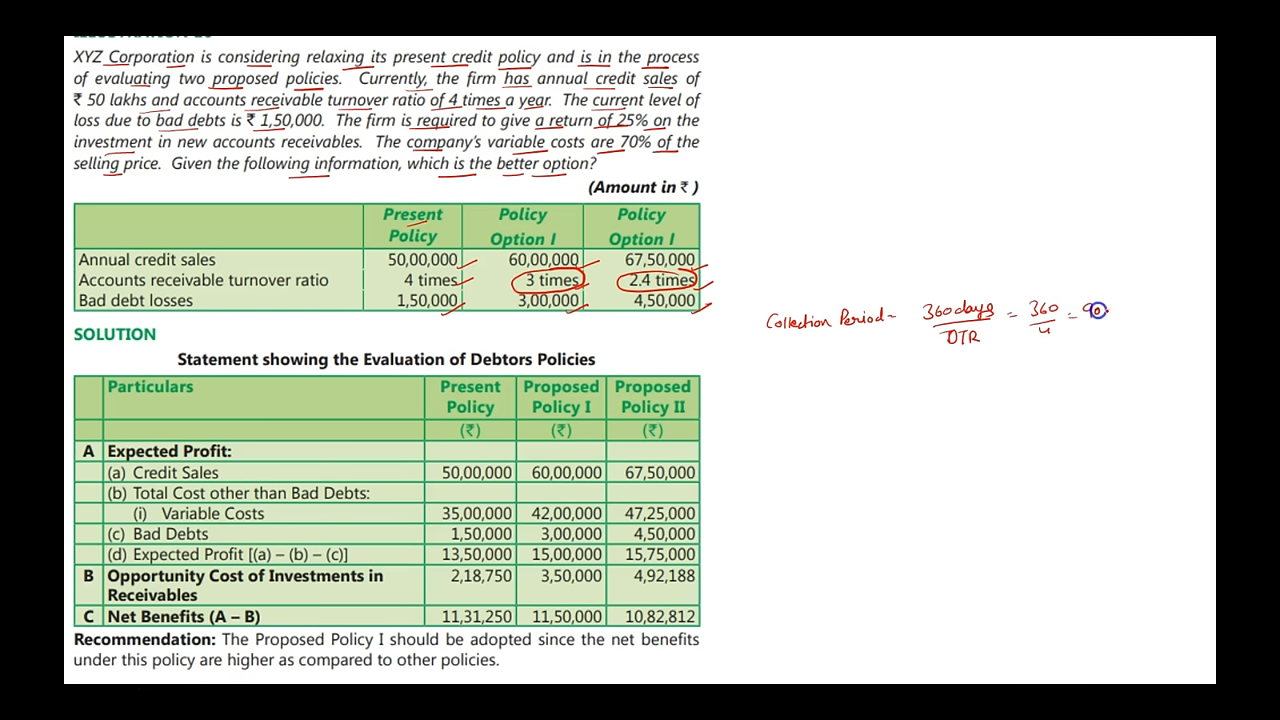 XYZ Corporation is considering relaxing its present credit policy and is in the process
of evaluating two proposed policies. Currently, the firm has annual credit sales of
₹ 50 lakhs and accounts receivable turnover ratio of 4 times a year. The current level of
loss due to bad debts is ₹ 1,50,000. The firm is required to give a return of 25% on the
investment in new accounts receivables. The company's variable costs are 70% of the
selling price. Given the following information, which is the better option?
(Amount in ₹ )
Present Policy Policy
Policy Option I Option I
Annual credit sales 50,00,000 60,00,000 67,50,000
Accounts receivable turnover ratio 4 times 3 times 2.4 times
Bad debt losses 1,50,000 3,00,000 4,50,000
Collection Period = 360 days / DTR = 360 / 4 =
SOLUTION
Statement showing the Evaluation of Debtors Policies
Particulars Present Proposed Proposed
Policy Policy I Policy II
(₹) (₹) (₹)
A Expected Profit:
(a) Credit Sales 50,00,000 60,00,000 67,50,000
(b) Total Cost other than Bad Debts:
(i) Variable Costs 35,00,000 42,00,000 47,25,000
(c) Bad Debts 1,50,000 3,00,000 4,50,000
(d) Expected Profit [(a) – (b) – (c)] 13,50,000 15,00,000 15,75,000
B Opportunity Cost of Investments in 2,18,750 3,50,000 4,92,188
Receivables
C Net Benefits (A – B) 11,31,250 11,50,000 10,82,812
Recommendation: The Proposed Policy I should be adopted since the net benefits
under this policy are higher as compared to other policies.